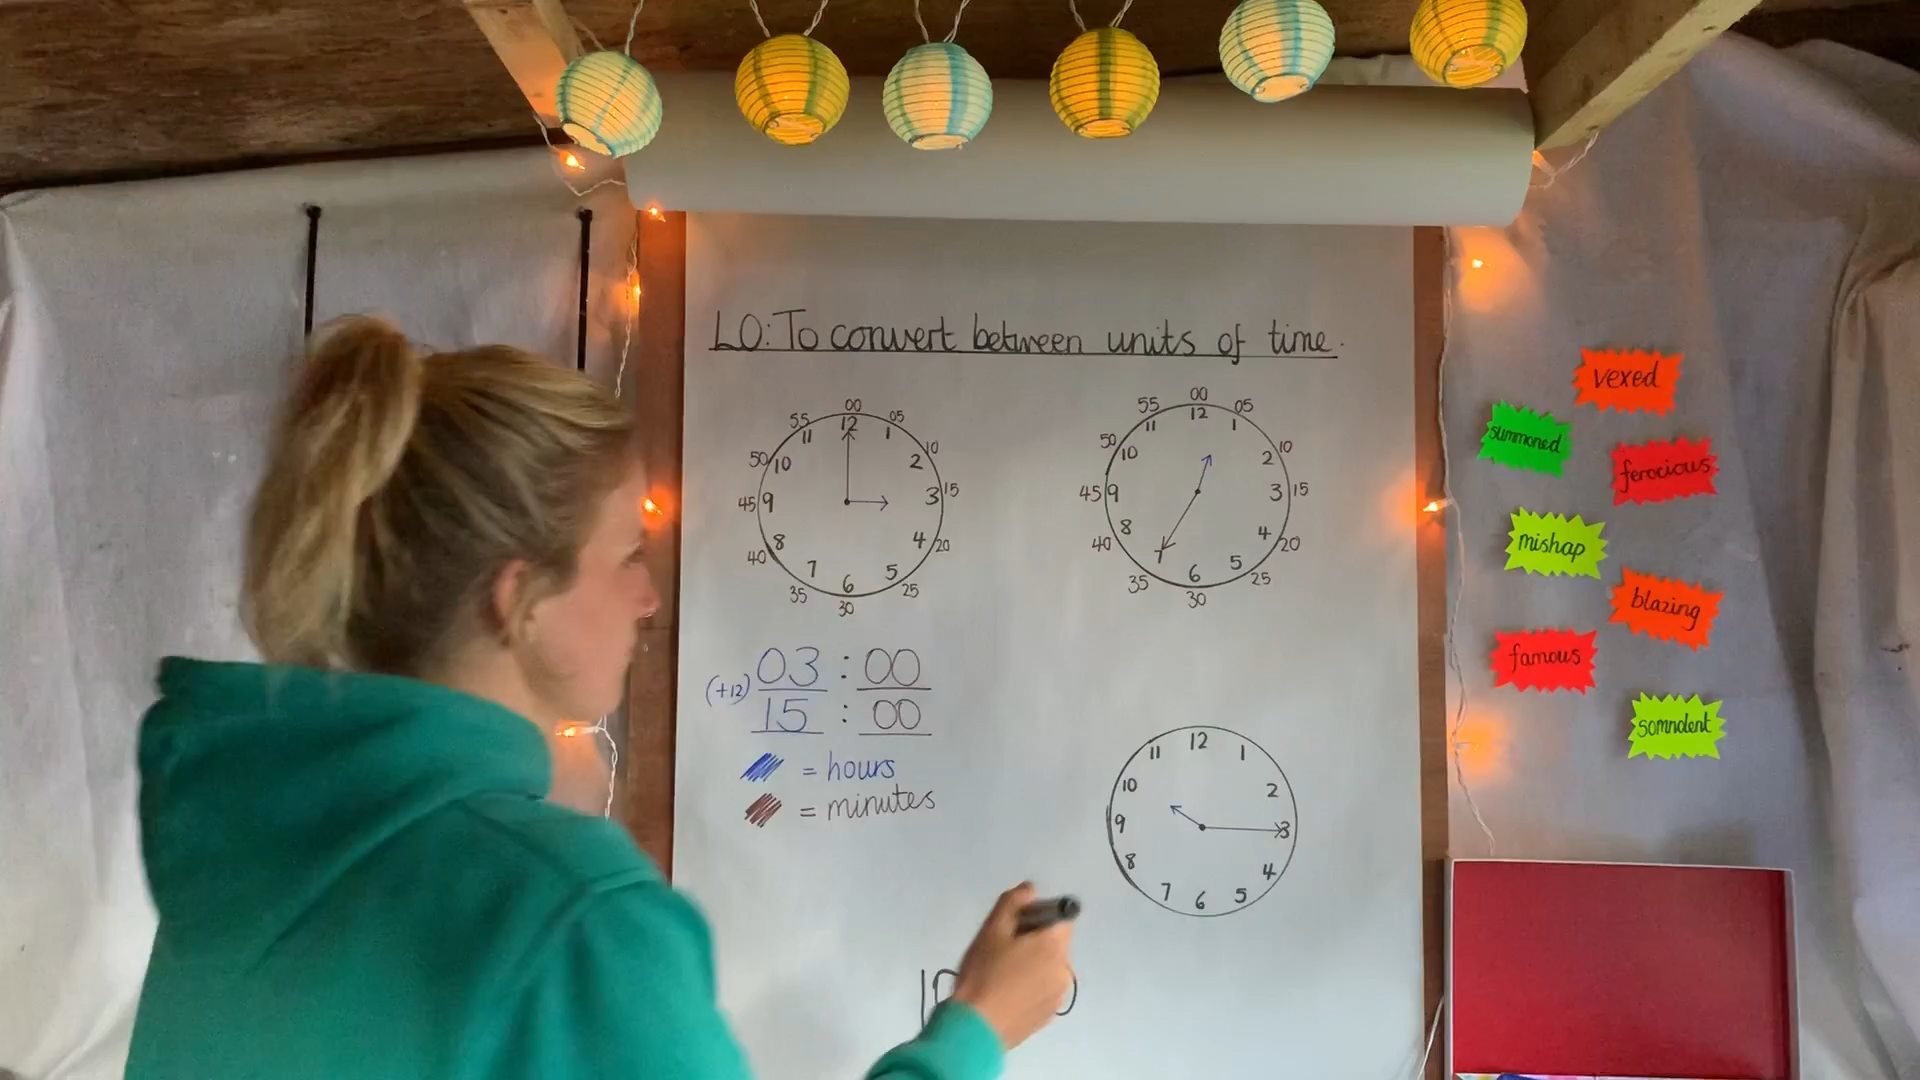 LO: To convert between units of time.
00
55 05
12
11 1
50 10
10 2
45 9 3 15
8 4
40 20
7 5
6
35 25
30
00
55 05
12
11 1
50 10
10 2
45 9 3 15
8 4
40 20
7 5
6
35 25
30
(+12) 03 : 00
15 : 00
= hours
= minutes
12
11 1
10 2
9 3
8 4
7 5
6
vexed
summoned
ferocious
mishap
blazing
famous
somnolent